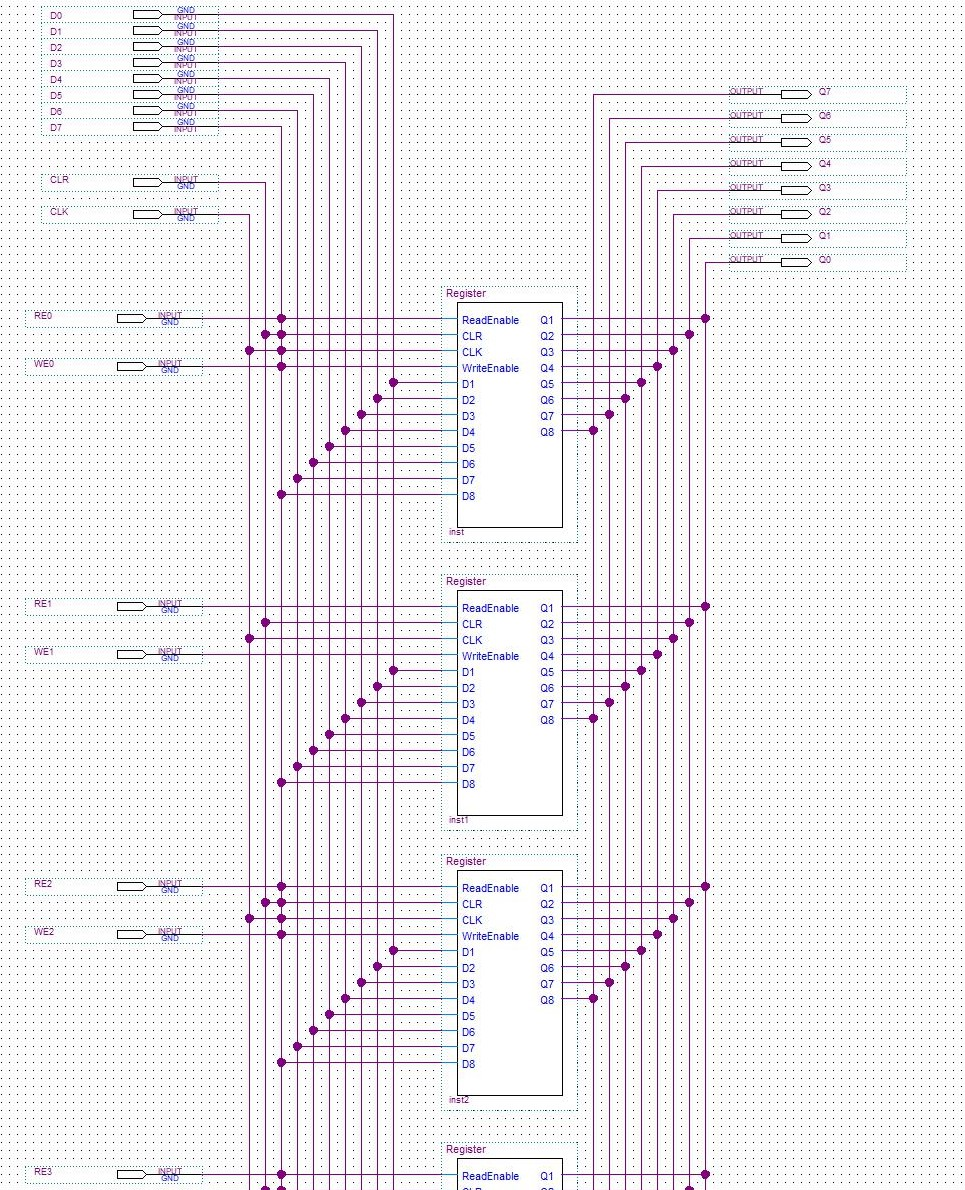 D0 GND INPUT
D1 GND INPUT
D2 GND INPUT
D3 GND INPUT
D4 GND INPUT
D5 GND INPUT
D6 GND INPUT
D7 GND INPUT
OUTPUT Q7
OUTPUT Q6
OUTPUT Q5
OUTPUT Q4
CLR INPUT GND
OUTPUT Q3
CLK INPUT GND
OUTPUT Q2
OUTPUT Q1
OUTPUT Q0
Register
RE0 INPUT GND
ReadEnable Q1
CLR Q2
CLK Q3
WE0 INPUT GND
WriteEnable Q4
D1 Q5
D2 Q6
D3 Q7
D4 Q8
D5
D6
D7
D8
inst
Register
RE1 INPUT GND
ReadEnable Q1
CLR Q2
CLK Q3
WE1 INPUT GND
WriteEnable Q4
D1 Q5
D2 Q6
D3 Q7
D4 Q8
D5
D6
D7
D8
inst1
Register
RE2 INPUT GND
ReadEnable Q1
CLR Q2
CLK Q3
WE2 INPUT GND
WriteEnable Q4
D1 Q5
D2 Q6
D3 Q7
D4 Q8
D5
D6
D7
D8
inst2
Register
RE3 INPUT GND
ReadEnable Q1